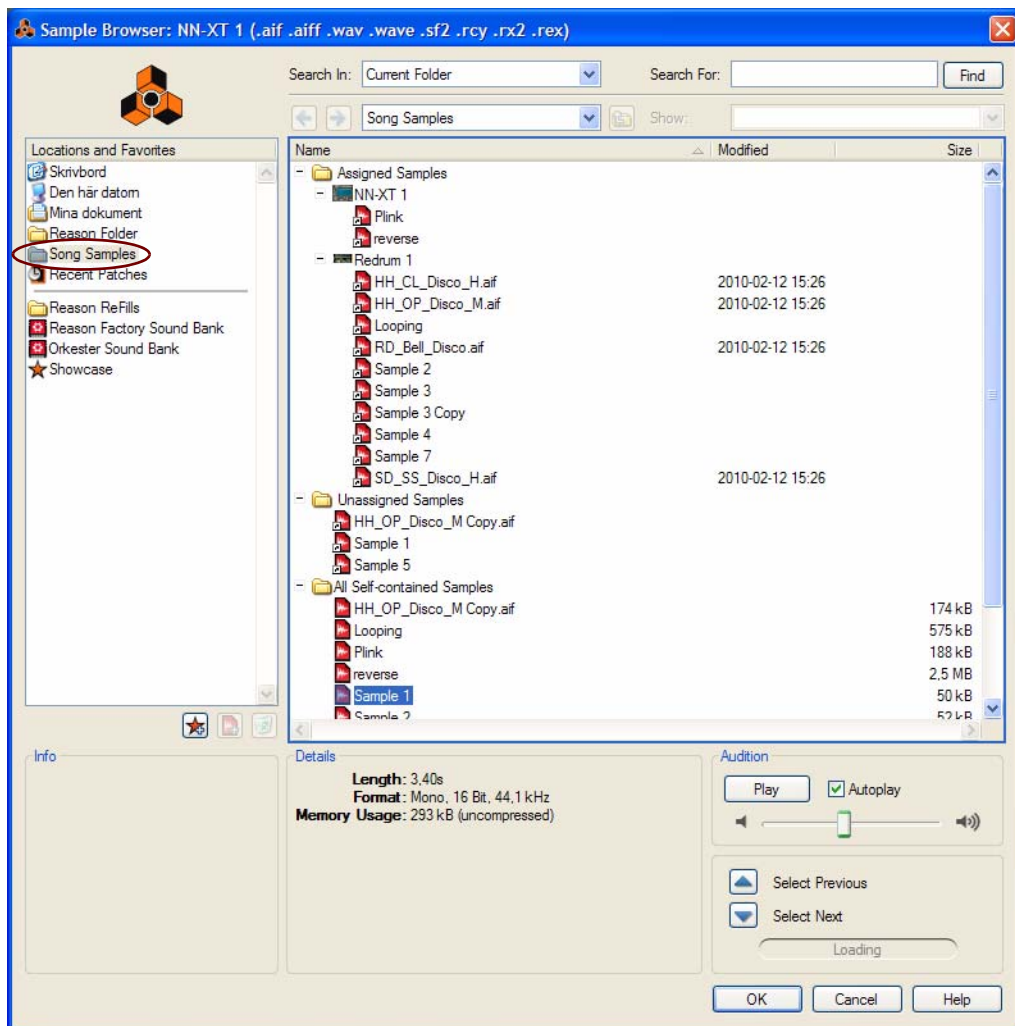 Sample Browser: NN-XT 1 (.aif .aiff .wav .wave .sf2 .rcy .rx2 .rex)
Search In: Current Folder Search For: Find
Song Samples Show:
Locations and Favorites
Skrivbord
Den här datorn
Mina dokument
Reason Folder
Song Samples
Recent Patches
Reason ReFills
Reason Factory Sound Bank
Orkester Sound Bank
Showcase
Name Modified Size
Assigned Samples
NN-XT 1
Plink
reverse
Redrum 1
HH_CL_Disco_H.aif 2010-02-12 15:26
HH_OP_Disco_M.aif 2010-02-12 15:26
Looping
RD_Bell_Disco.aif 2010-02-12 15:26
Sample 2
Sample 3
Sample 3 Copy
Sample 4
Sample 7
SD_SS_Disco_H.aif 2010-02-12 15:26
Unassigned Samples
HH_OP_Disco_M Copy.aif
Sample 1
Sample 5
All Self-contained Samples
HH_OP_Disco_M Copy.aif 174 kB
Looping 575 kB
Plink 188 kB
reverse 2,5 MB
Sample 1 50 kB
Sample 2 52 kB
Info
Details
Length: 3,40s
Format: Mono, 16 Bit, 44,1 kHz
Memory Usage: 293 kB (uncompressed)
Audition
Play Autoplay
Select Previous
Select Next
Loading
OK Cancel Help